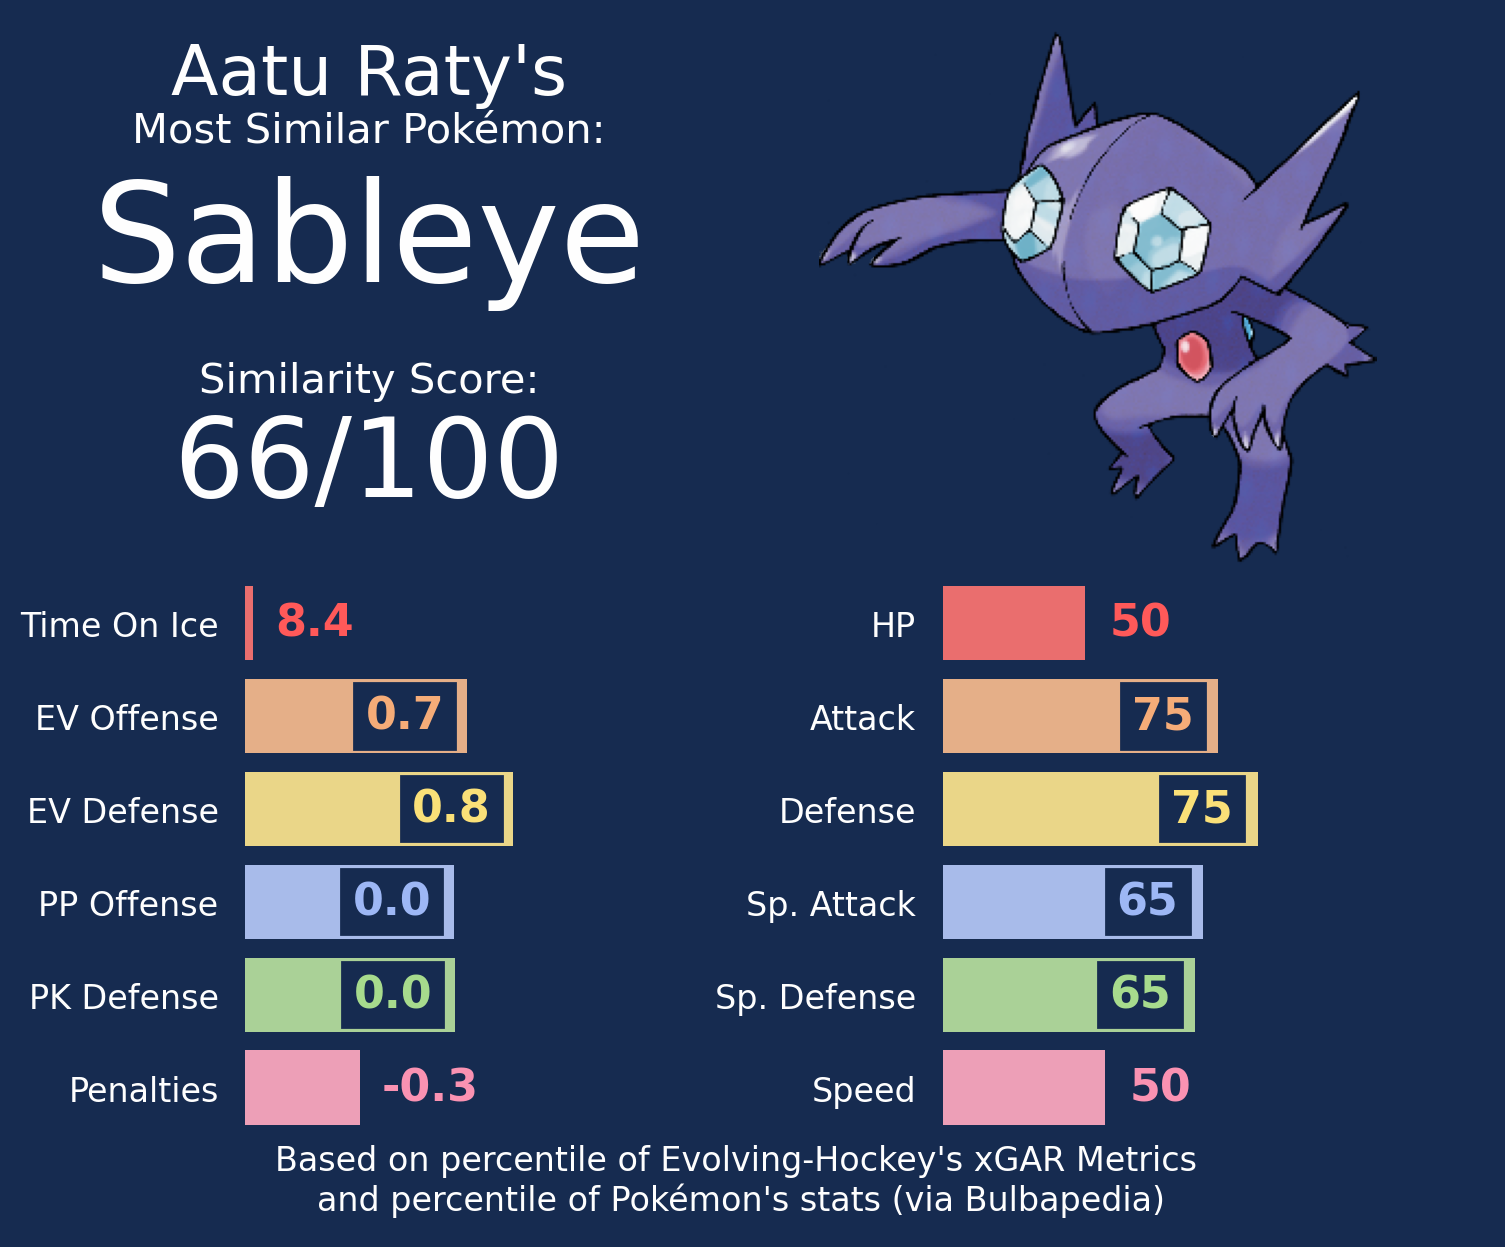 Aatu Raty's
Most Similar Pokémon:
Sableye
Similarity Score:
66/100
Time On Ice 8.4
EV Offense 0.7
EV Defense 0.8
PP Offense 0.0
PK Defense 0.0
Penalties -0.3
HP 50
Attack 75
Defense 75
Sp. Attack 65
Sp. Defense 65
Speed 50
Based on percentile of Evolving-Hockey's xGAR Metrics
and percentile of Pokémon's stats (via Bulbapedia)